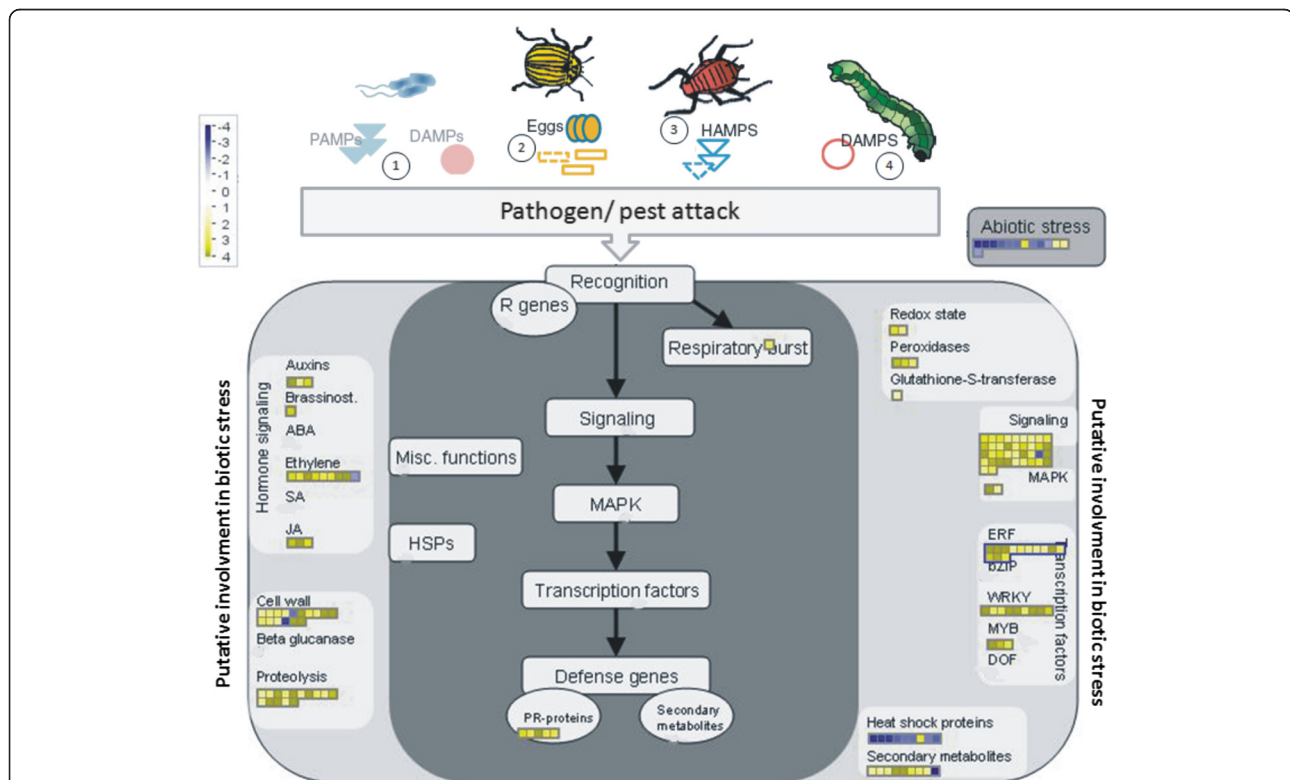 PAMPs
DAMPs
1
Eggs
2
3
HAMPS
DAMPS
4
-4
-3
-2
-1
0
1
2
3
4
Pathogen/ pest attack
Abiotic stress
Recognition
R genes
Respiratory burst
Signaling
Misc. functions
MAPK
HSPs
Transcription factors
Defense genes
PR-proteins
Secondary
metabolites
Putative involvment in biotic stress
Hormone signaling
Auxins
Brassinost.
ABA
Ethylene
SA
JA
Cell wall
Beta glucanase
Proteolysis
Redox state
Peroxidases
Glutathione-S-transferase
Signaling
MAPK
ERF
bZIP
WRKY
MYB
DOF
Transcription factors
Heat shock proteins
Secondary metabolites
Putative involvment in biotic stress